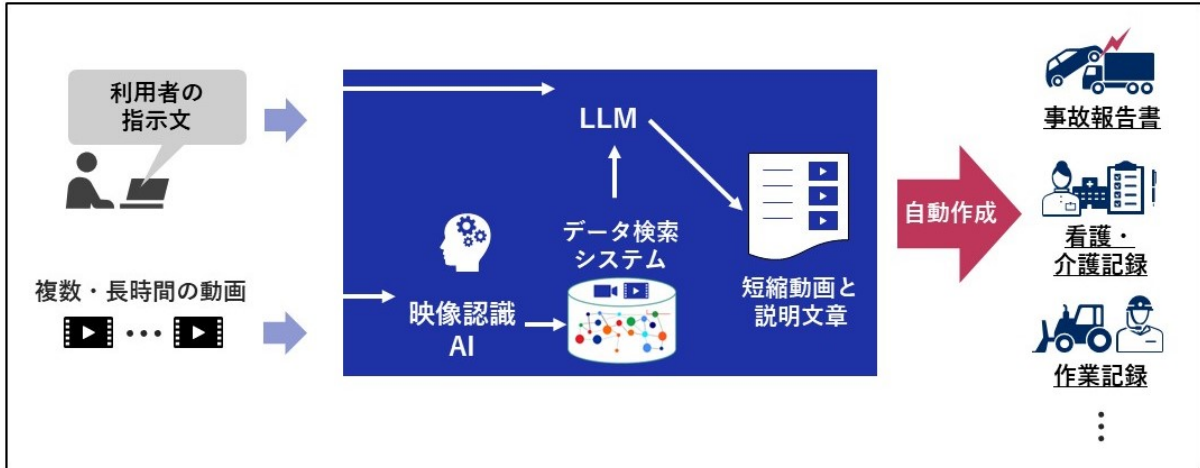 利用者の
指示文
複数・長時間の動画
・・・
LLM
データ検索
システム
映像認識
AI
短縮動画と
説明文章
自動作成
事故報告書
看護・
介護記録
作業記録
⋮